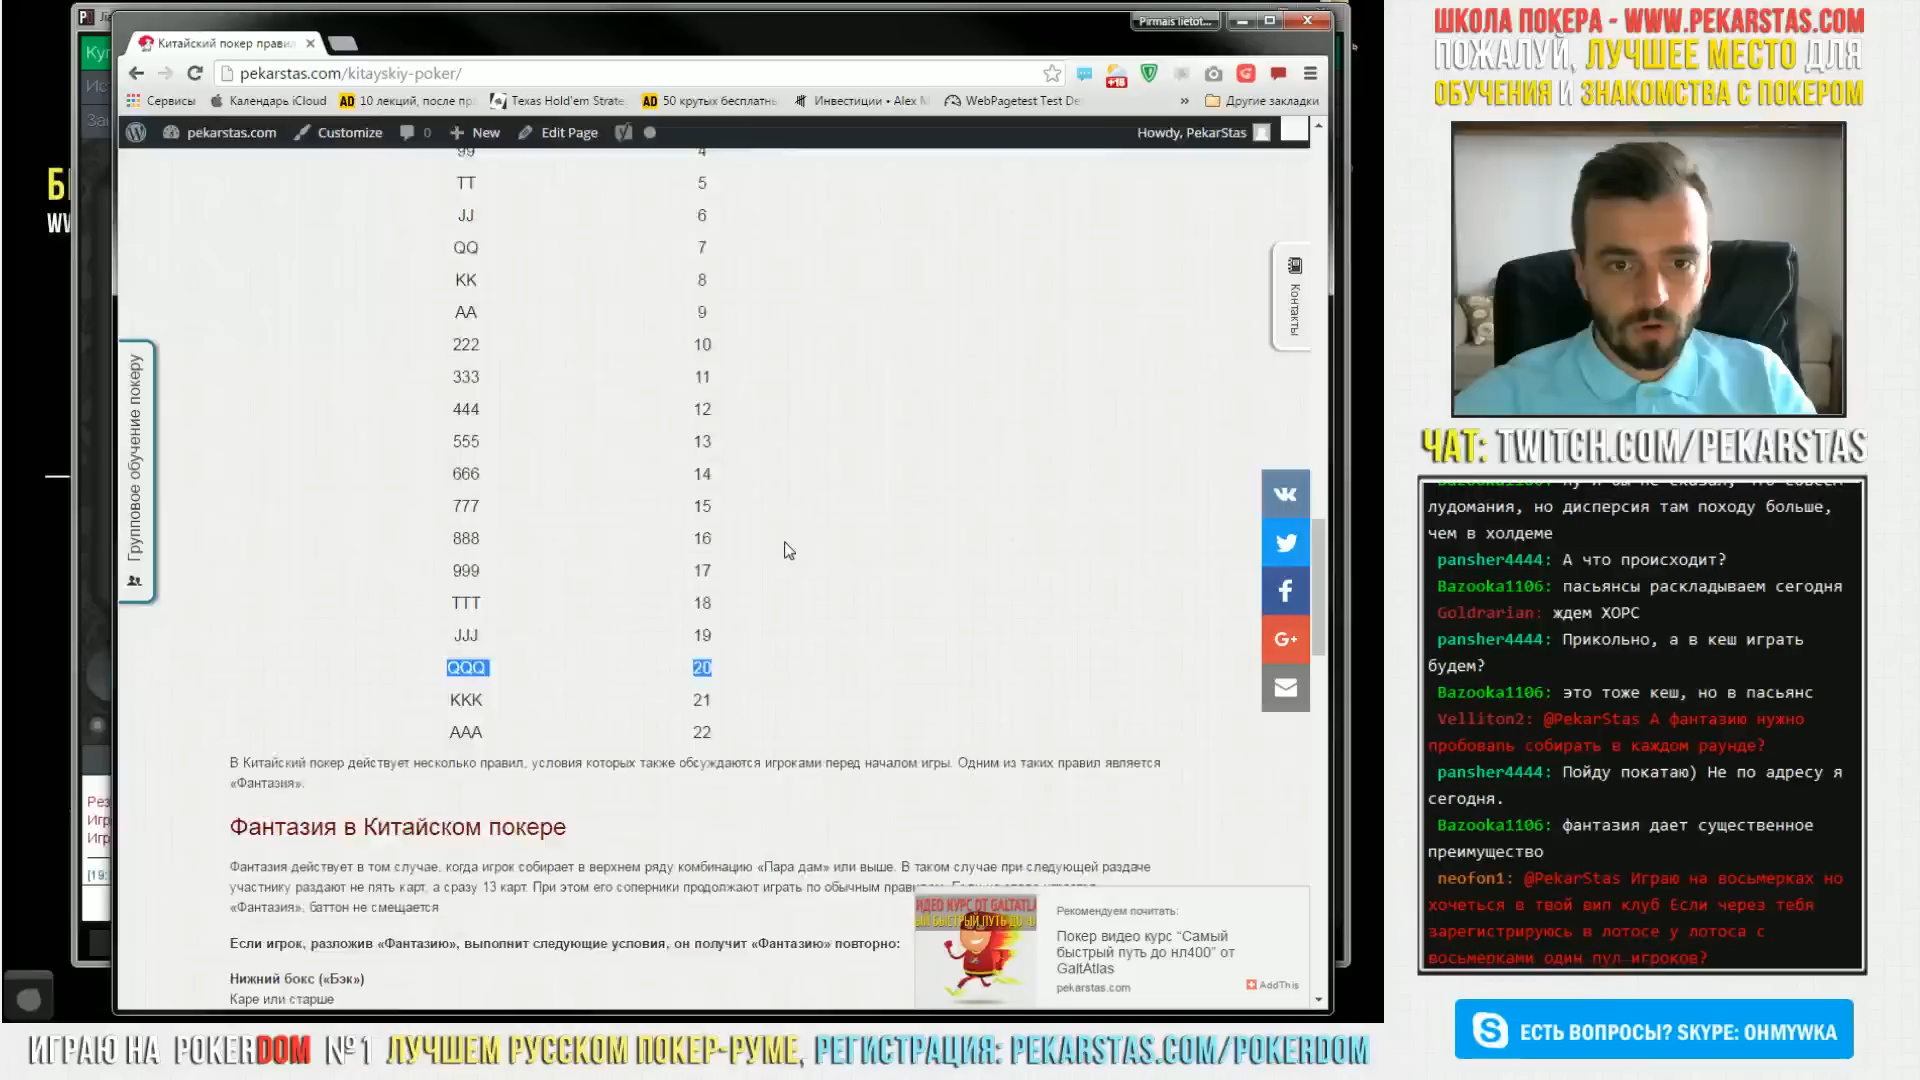 Pirmais lietot...
Китайский покер прави
pekarstas.com/kitayskiy-poker/
+18
Сервисы
Календарь iCloud
AD 10 лекций, после пр
Texas Hold'em Strate
AD 50 крутых бесплатн
Инвестиции • Alex M
WebPagetest Test De
»
Другие закладки
pekarstas.com
Customize
0
New
Edit Page
Howdy, PekarStas
99 4
TT 5
JJ 6
QQ 7
KK 8
AA 9
222 10
333 11
444 12
555 13
666 14
777 15
888 16
999 17
TTT 18
JJJ 19
QQQ 20
KKK 21
AAA 22
В Китайский покер действует несколько правил, условия которых также обсуждаются игроками перед началом игры. Одним из таких правил является
«Фантазия».
Фантазия в Китайском покере
Фантазия действует в том случае, когда игрок собирает в верхнем ряду комбинацию «Пара дам» или выше. В таком случае при следующей раздаче
участнику раздают не пять карт, а сразу 13 карт. При этом его соперники продолжают играть по обычным
«Фантазия», баттон не смещается
Если игрок, разложив «Фантазию», выполнит следующие условия, он получит «Фантазию» повторно:
Нижний бокс («Бэк»)
Каре или старше
Групповое обучение покеру
Контакты
Рекомендуем почитать:
Покер видео курс “Самый
быстрый путь до нл400” от
GaltAtlas
pekarstas.com
AddThis
Рез
Игр
Игр
[19:
ШКОЛА ПОКЕРА - WWW.PEKARSTAS.COM
ПОЖАЛУЙ, ЛУЧШЕЕ МЕСТО ДЛЯ
ОБУЧЕНИЯ И ЗНАКОМСТВА С ПОКЕРОМ
ЧАТ: TWITCH.COM/PEKARSTAS
лудомания, но дисперсия там походу больше,
чем в холдеме
pansher4444: А что происходит?
Bazooka1106: пасьянсы раскладываем сегодня
Goldrarian: ждем ХОРС
pansher4444: Прикольно, а в кеш играть
будем?
Bazooka1106: это тоже кеш, но в пасьянс
Velliton2: @PekarStas А фантазию нужно
пробовать собирать в каждом раунде?
pansher4444: Пойду покатаю) Не по адресу я
сегодня.
Bazooka1106: фантазия дает существенное
преимущество
neofon1: @PekarStas Играю на восьмерках но
хочеться в твой вип клуб Если через тебя
зарегистрируюсь в лотосе у лотоса с
восьмерками один пул игроков?
ЕСТЬ ВОПРОСЫ? SKYPE: OHMYWKA
ИГРАЮ НА POKERDOM №1 ЛУЧШЕМ РУССКОМ ПОКЕР-РУМЕ, РЕГИСТРАЦИЯ: PEKARSTAS.COM/POKERDOM